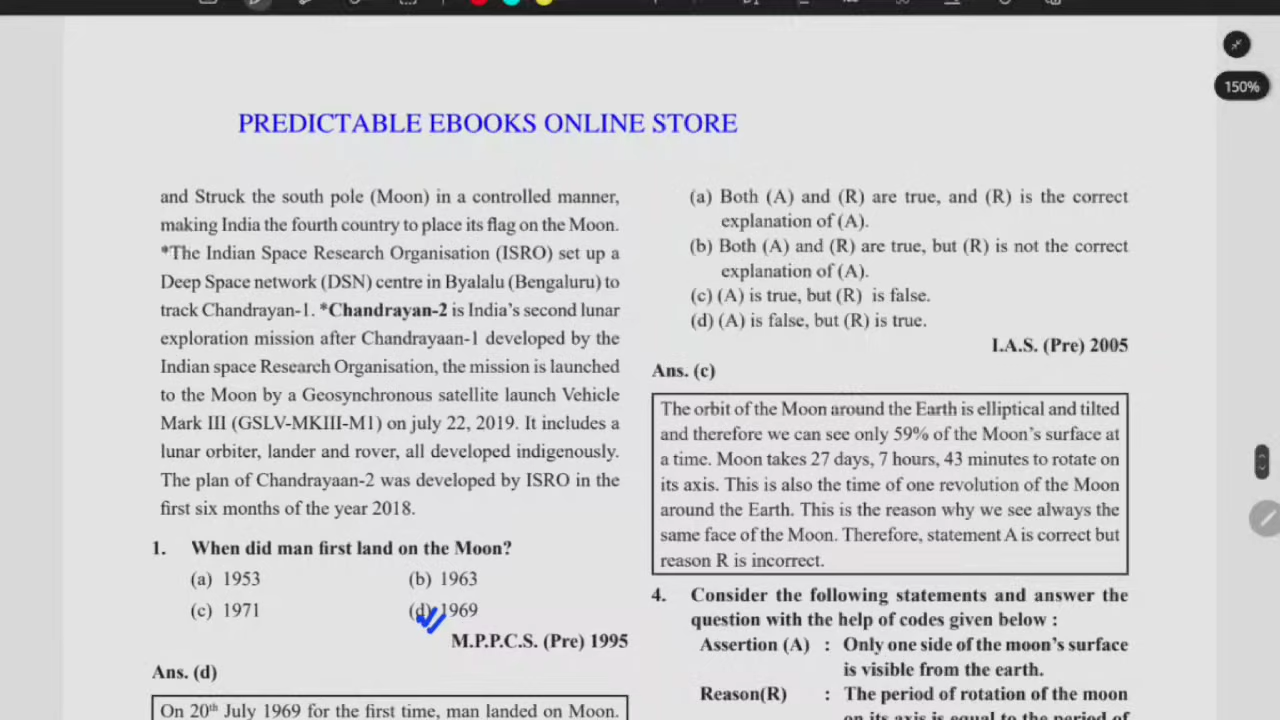 150%
PREDICTABLE EBOOKS ONLINE STORE
and Struck the south pole (Moon) in a controlled manner,
making India the fourth country to place its flag on the Moon.
*The Indian Space Research Organisation (ISRO) set up a
Deep Space network (DSN) centre in Byalalu (Bengaluru) to
track Chandrayan-1. *Chandrayan-2 is India's second lunar
exploration mission after Chandrayaan-1 developed by the
Indian space Research Organisation, the mission is launched
to the Moon by a Geosynchronous satellite launch Vehicle
Mark III (GSLV-MKIII-M1) on july 22, 2019. It includes a
lunar orbiter, lander and rover, all developed indigenously.
The plan of Chandrayaan-2 was developed by ISRO in the
first six months of the year 2018.
1. When did man first land on the Moon?
(a) 1953 (b) 1963
(c) 1971 (d) 1969
M.P.P.C.S. (Pre) 1995
Ans. (d)
On 20th July 1969 for the first time, man landed on Moon.
(a) Both (A) and (R) are true, and (R) is the correct
explanation of (A).
(b) Both (A) and (R) are true, but (R) is not the correct
explanation of (A).
(c) (A) is true, but (R) is false.
(d) (A) is false, but (R) is true.
I.A.S. (Pre) 2005
Ans. (c)
The orbit of the Moon around the Earth is elliptical and tilted
and therefore we can see only 59% of the Moon's surface at
a time. Moon takes 27 days, 7 hours, 43 minutes to rotate on
its axis. This is also the time of one revolution of the Moon
around the Earth. This is the reason why we see always the
same face of the Moon. Therefore, statement A is correct but
reason R is incorrect.
4. Consider the following statements and answer the
question with the help of codes given below :
Assertion (A) : Only one side of the moon's surface
is visible from the earth.
Reason(R) : The period of rotation of the moon
on its axis is equal to the period of